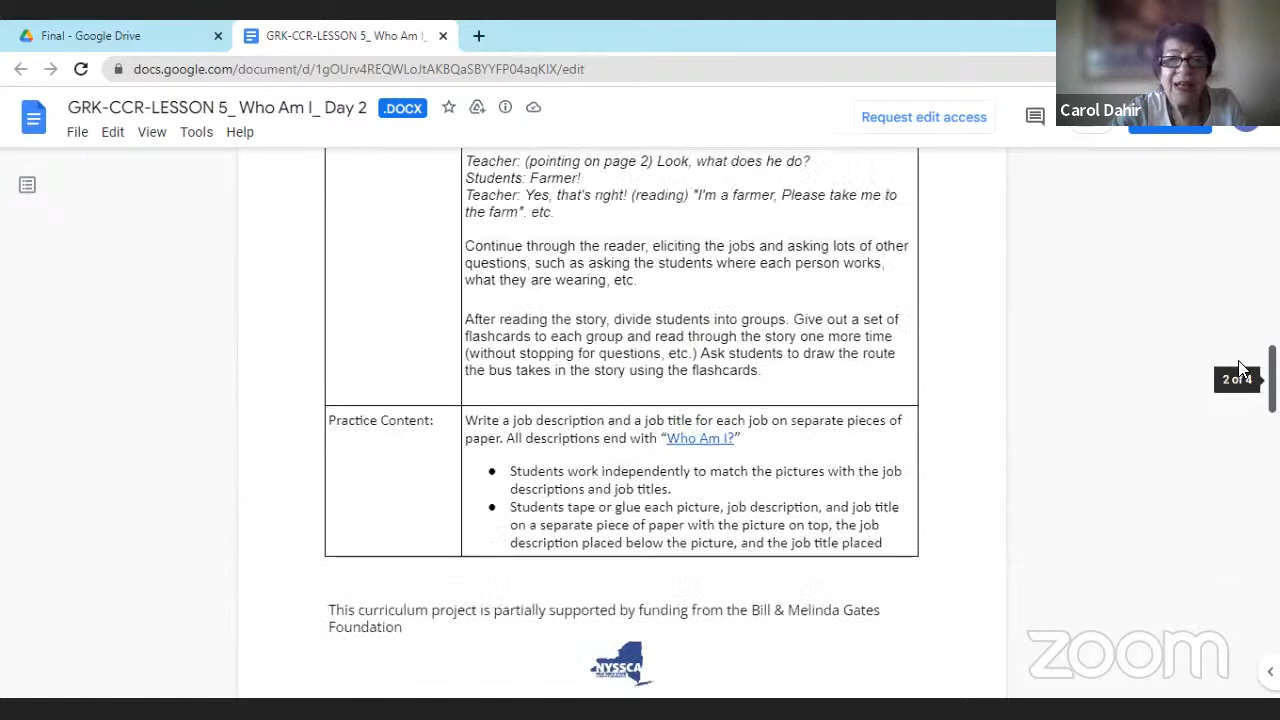 Final - Google Drive
GRK-CCR-LESSON 5_ Who Am I_
docs.google.com/document/d/1gOUrv4REQWLoJtAKBQaSBYYFP04aqKIX/edit
Carol Dahir
GRK-CCR-LESSON 5_ Who Am I_ Day 2
.DOCX
Request edit access
File Edit View Tools Help
Teacher: (pointing on page 2) Look, what does he do?
Students: Farmer!
Teacher: Yes, that's right! (reading) "I'm a farmer, Please take me to
the farm". etc.
Continue through the reader, eliciting the jobs and asking lots of other
questions, such as asking the students where each person works,
what they are wearing, etc.
After reading the story, divide students into groups. Give out a set of
flashcards to each group and read through the story one more time
(without stopping for questions, etc.) Ask students to draw the route
the bus takes in the story using the flashcards.
2 of 4
Practice Content:
Write a job description and a job title for each job on separate pieces of
paper. All descriptions end with “Who Am I?”
● Students work independently to match the pictures with the job
descriptions and job titles.
● Students tape or glue each picture, job description, and job title
on a separate piece of paper with the picture on top, the job
description placed below the picture, and the job title placed
This curriculum project is partially supported by funding from the Bill & Melinda Gates
Foundation
NYSSCA
zoom